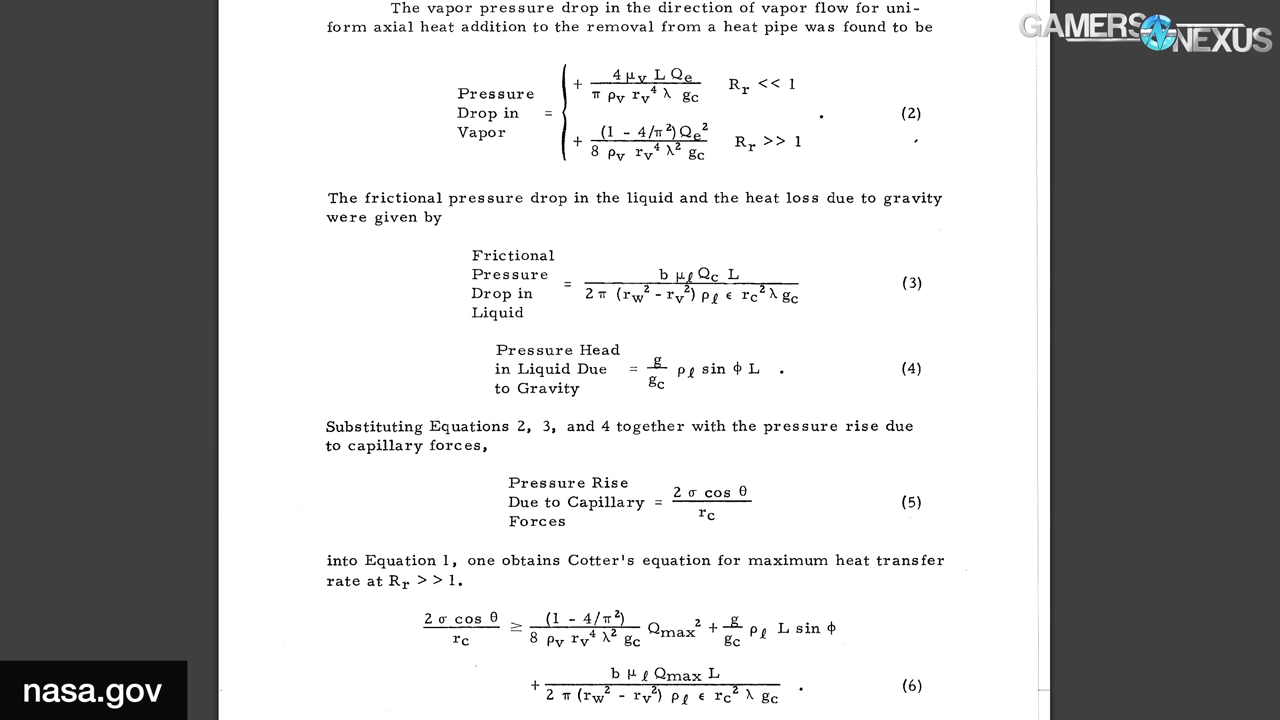 GAMERS NEXUS
The vapor pressure drop in the direction of vapor flow for uni-
form axial heat addition to the removal from a heat pipe was found to be
Pressure Drop in Vapor = { + 4 μv L Qe / π ρv rv⁴ λ gc Rr << 1
+ (1 - 4/π²) Qe² / 8 ρv rv⁴ λ² gc Rr >> 1 . (2)
The frictional pressure drop in the liquid and the heat loss due to gravity
were given by
Frictional Pressure Drop in Liquid = b μℓ Qc L / 2 π (rw² - rv²) ρℓ ϵ rc² λ gc (3)
Pressure Head in Liquid Due to Gravity = g / gc ρℓ sin ϕ L . (4)
Substituting Equations 2, 3, and 4 together with the pressure rise due
to capillary forces,
Pressure Rise Due to Capillary Forces = 2 σ cos θ / rc (5)
into Equation 1, one obtains Cotter's equation for maximum heat transfer
rate at Rr > > 1.
2 σ cos θ / rc ≥ (1 - 4/π²) / 8 ρv rv⁴ λ² gc Qmax² + g / gc ρℓ L sin ϕ
+ b μℓ Qmax L / 2 π (rw² - rv²) ρℓ ϵ rc² λ gc . (6)
nasa.gov